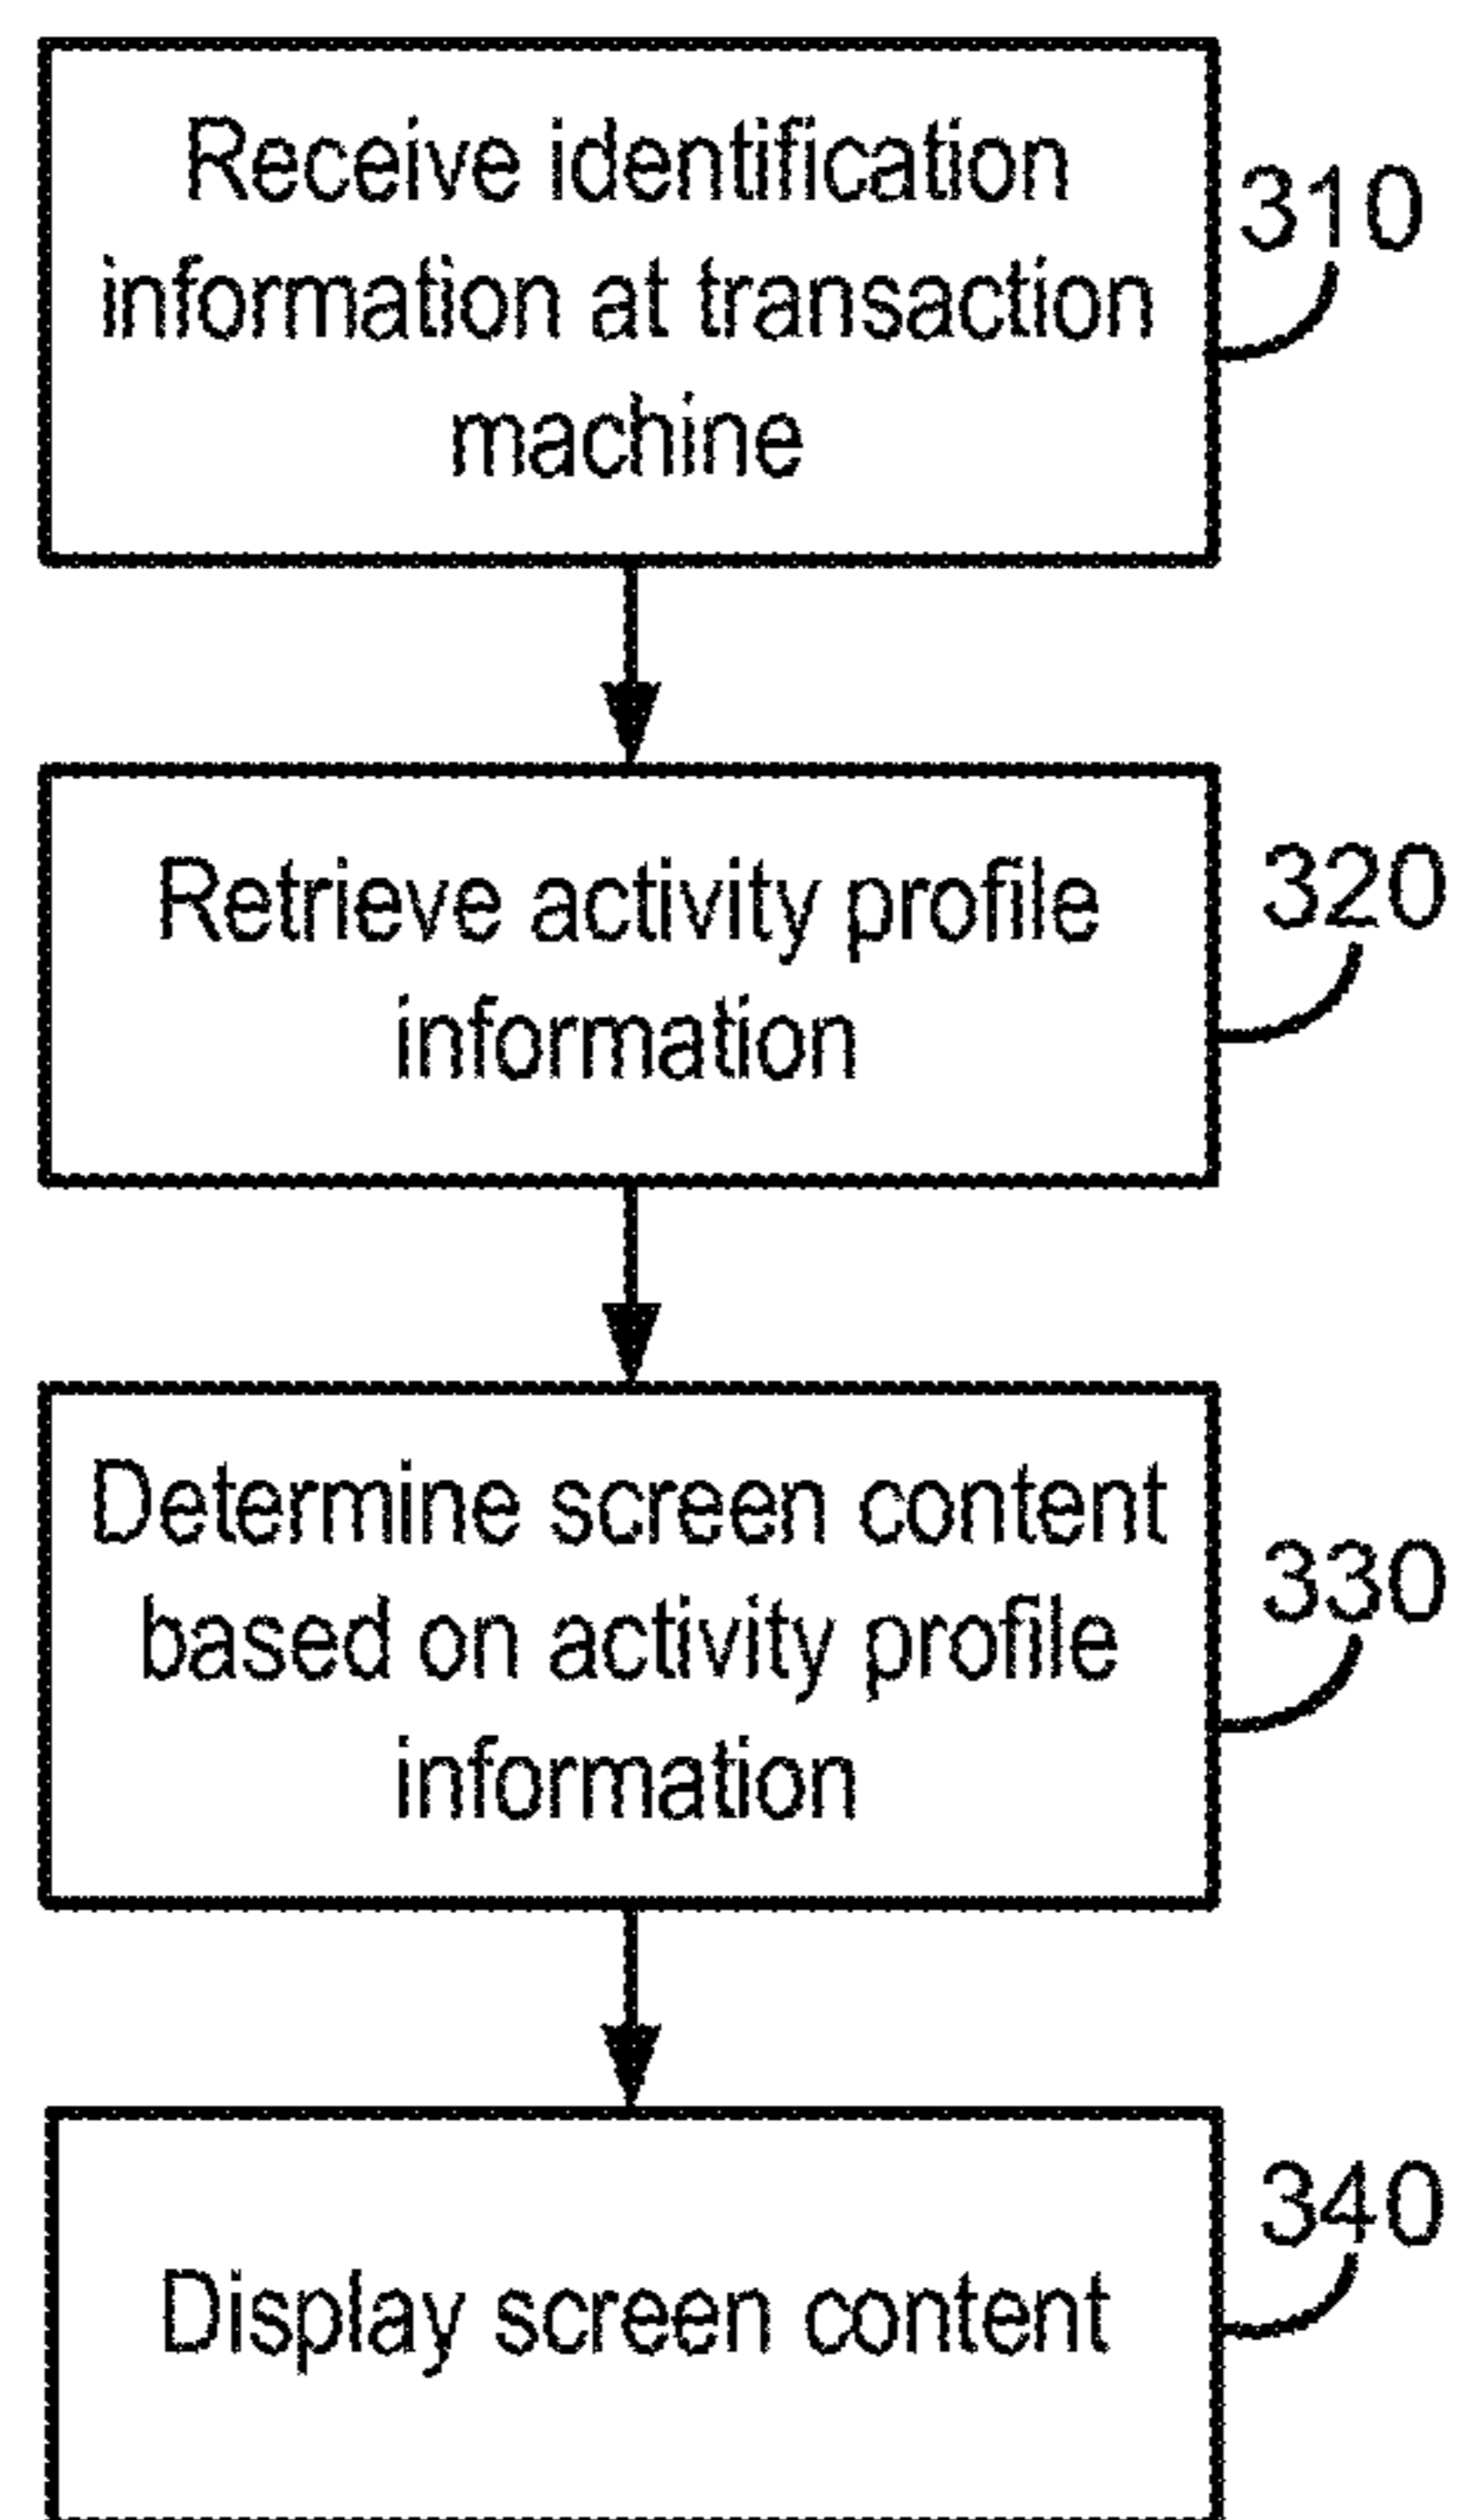 Receive identification
information at transaction
machine
310
Retrieve activity profile
information
320
Determine screen content
based on activity profile
information
330
Display screen content
340